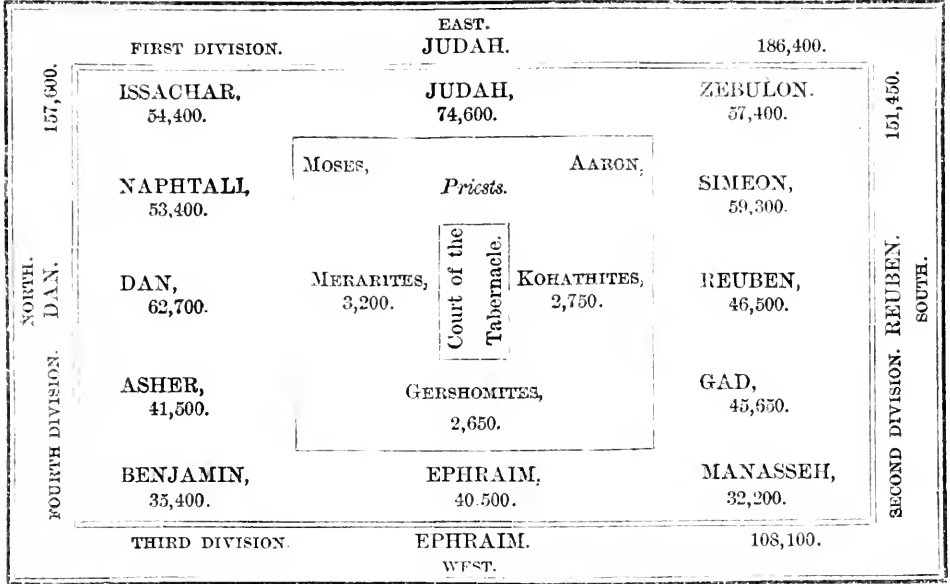 EAST.
FIRST DIVISION. JUDAH. 186,400.
157,600.
151,450.
ISSACHAR, JUDAH, ZEBULON.
54,400. 74,600. 57,400.
MOSES, AARON,
Priests.
NAPHTALI, SIMEON,
53,400. 59,300.
NORTH.
DAN.
DAN, MERARITES, KOHATHITES, REUBEN,
62,700. 3,200. 2,750. 46,500.
Court of the
Tabernacle.
REUBEN.
SOUTH.
ASHER, GERSHOMITES, GAD,
41,500. 2,650. 45,650.
FOURTH DIVISION.
SECOND DIVISION.
BENJAMIN, EPHRAIM, MANASSEH,
35,400. 40.500. 32,200.
THIRD DIVISION. EPHRAIM. 108,100.
WEST.